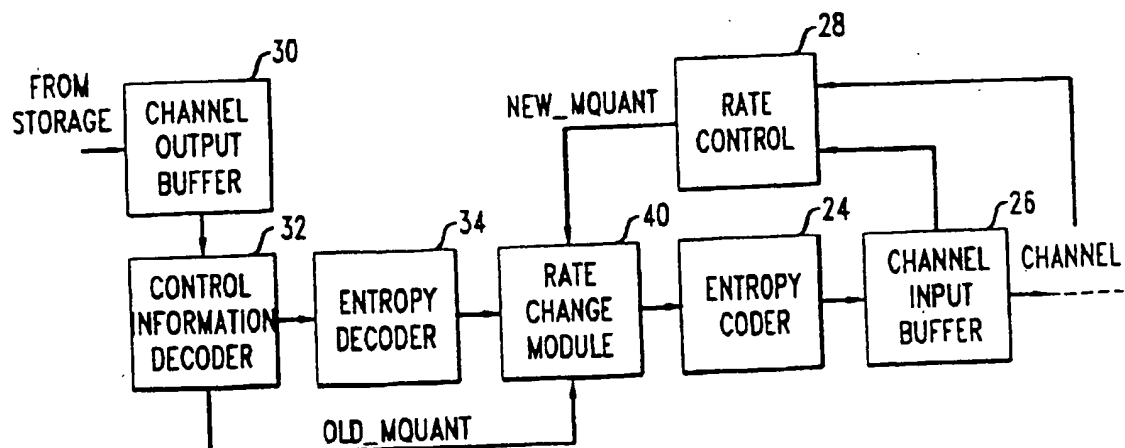 30
FROM
STORAGE
CHANNEL
OUTPUT
BUFFER
28
NEW_MQUANT
RATE
CONTROL
32
CONTROL
INFORMATION
DECODER
34
ENTROPY
DECODER
40
RATE
CHANGE
MODULE
24
ENTROPY
CODER
26
CHANNEL
INPUT
BUFFER
CHANNEL
OLD_MQUANT